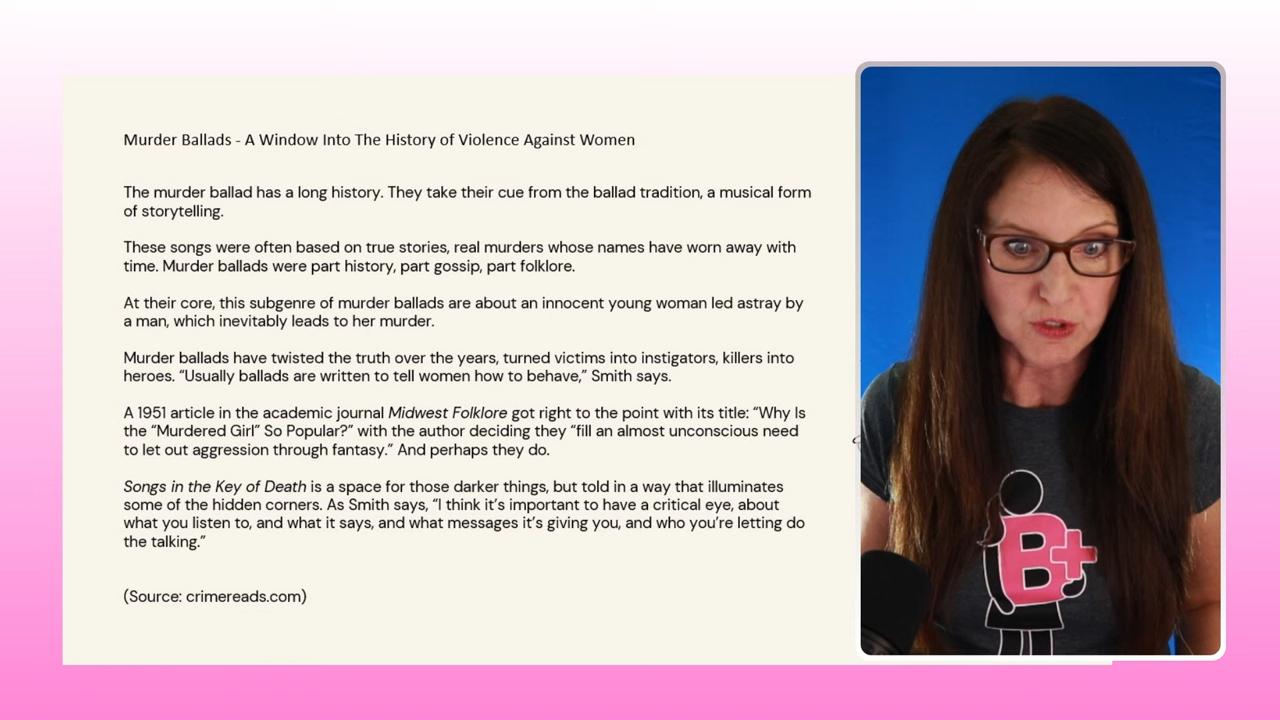 Murder Ballads - A Window Into The History of Violence Against Women
The murder ballad has a long history. They take their cue from the ballad tradition, a musical form
of storytelling.
These songs were often based on true stories, real murders whose names have worn away with
time. Murder ballads were part history, part gossip, part folklore.
At their core, this subgenre of murder ballads are about an innocent young woman led astray by
a man, which inevitably leads to her murder.
Murder ballads have twisted the truth over the years, turned victims into instigators, killers into
heroes. “Usually ballads are written to tell women how to behave,” Smith says.
A 1951 article in the academic journal Midwest Folklore got right to the point with its title: “Why Is
the “Murdered Girl” So Popular?” with the author deciding they “fill an almost unconscious need
to let out aggression through fantasy.” And perhaps they do.
Songs in the Key of Death is a space for those darker things, but told in a way that illuminates
some of the hidden corners. As Smith says, “I think it’s important to have a critical eye, about
what you listen to, and what it says, and what messages it’s giving you, and who you’re letting do
the talking.”
(Source: crimereads.com)
B+